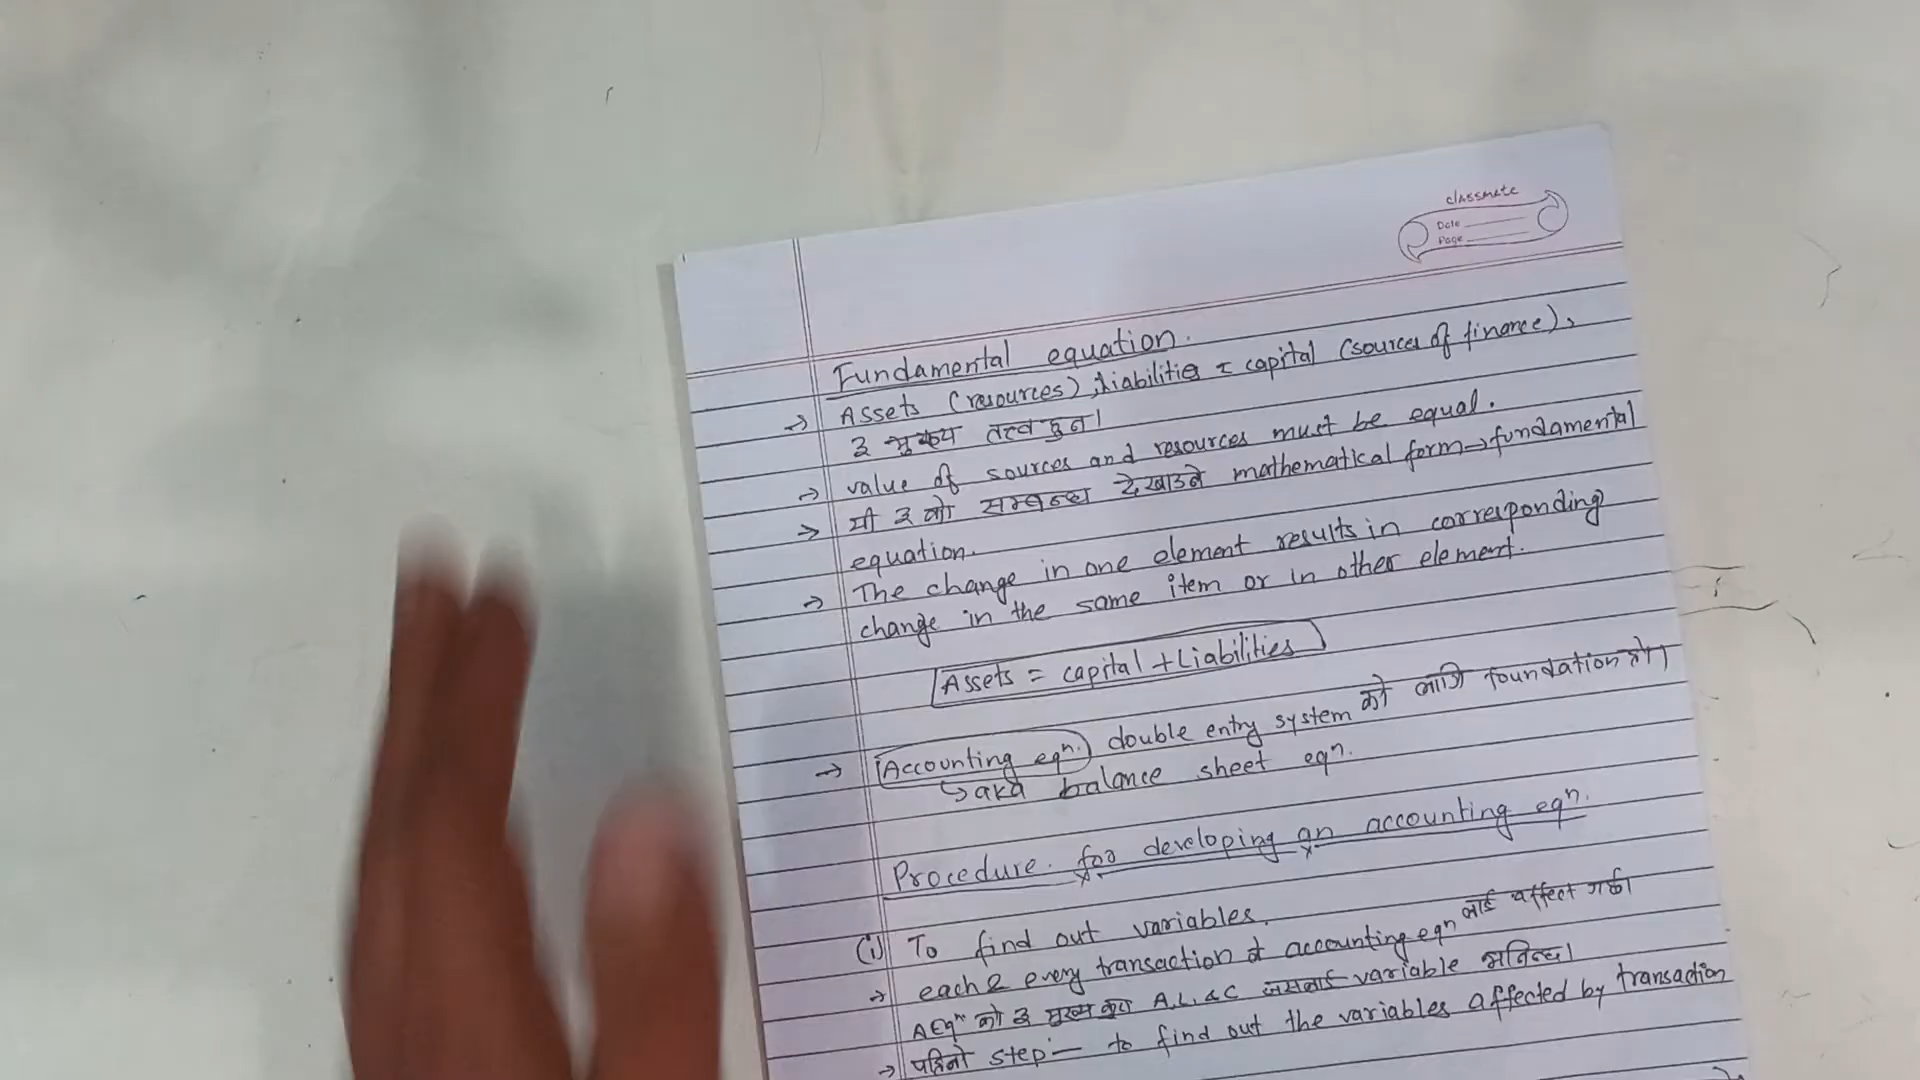 classmate
Date
Page
Fundamental equation.
→ Assets (resources), Liabilities & capital (sources of finance),
३ मुख्य तत्व हुन।
→ value of sources and resources must be equal.
→ यी ३ को सम्बन्ध देखाउने mathematical form→fundamental
equation.
→ The change in one element results in corresponding
change in the same item or in other element.
Assets = capital + Liabilities
→ Accounting eqⁿ. double entry system को लागि foundation हो।
↳ aka balance sheet eqⁿ.
Procedure for developing an accounting eqⁿ.
(i) To find out variables.
→ each & every transaction ले accounting eqⁿ लाई affect गर्छ।
AEqⁿ को ३ मुख्य कुरा A.L. & C जसलाई variable भनिन्छ।
→ पहिलो step:— to find out the variables affected by transaction